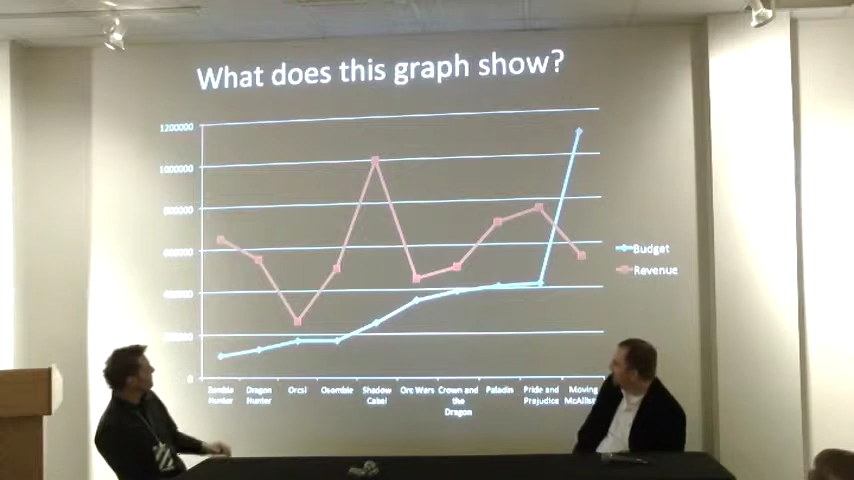 What does this graph show?
1200000
1000000
800000
600000
400000
200000
0
Zombie Hunter
Dragon Hunter
Orcs!
Osombie
Shadow Cabal
Orc Wars
Crown and the Dragon
Paladin
Pride and Prejudice
Moving
Budget
Revenue